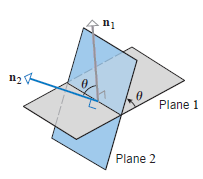 n₁
n₂
θ
θ
Plane 1
Plane 2